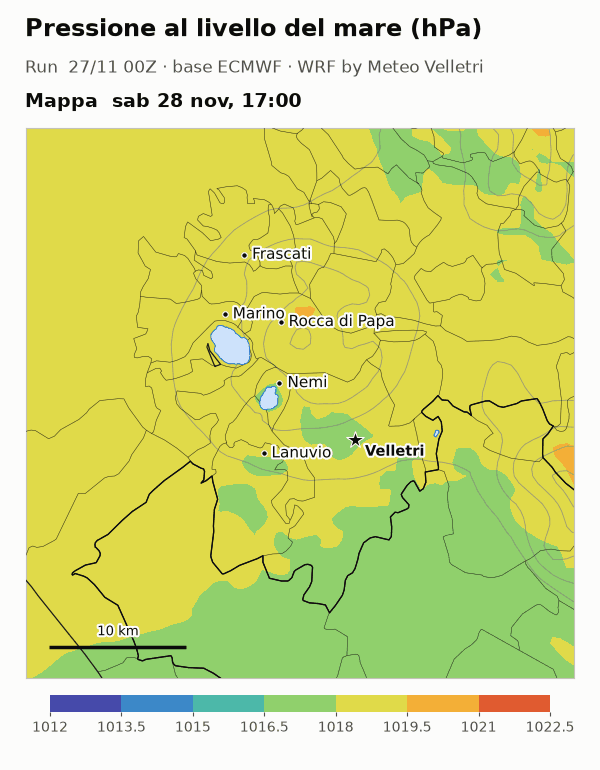 Pressione al livello del mare (hPa)
Run  27/11 00Z · base ECMWF · WRF by Meteo Velletri
Mappa  sab 28 nov, 17:00
Frascati
Marino
Rocca di Papa
Nemi
Velletri
Lanuvio
10 km
1012 1013.5 1015 1016.5 1018 1019.5 1021 1022.5